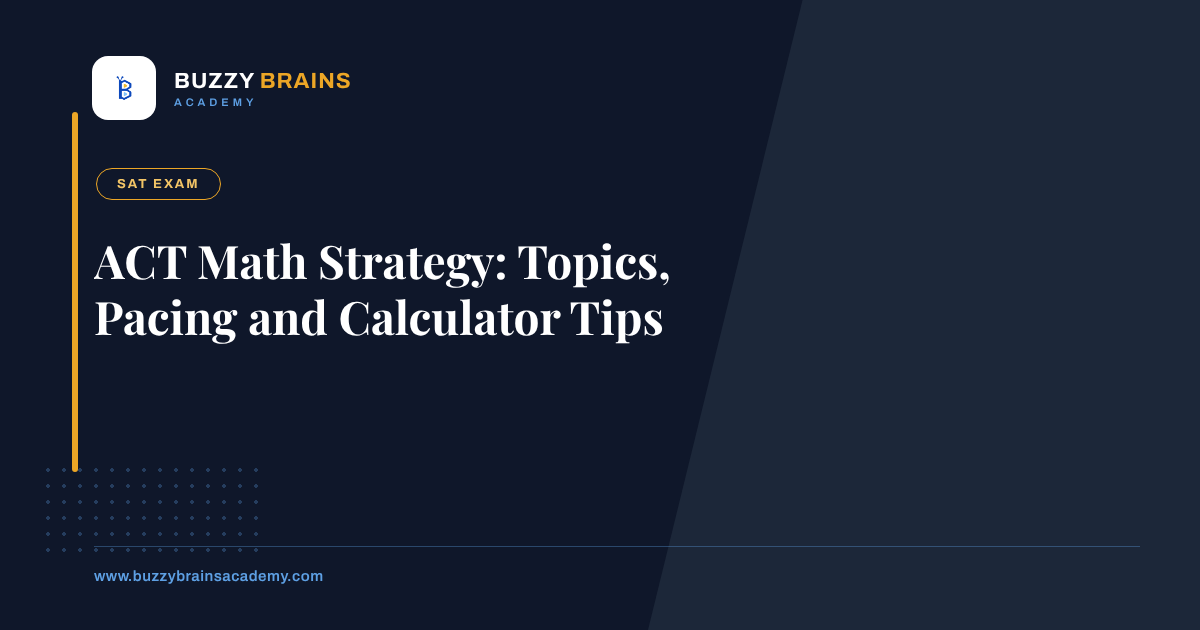 BUZZY BRAINS
ACADEMY
SAT EXAM
ACT Math Strategy: Topics,
Pacing and Calculator Tips
www.buzzybrainsacademy.com